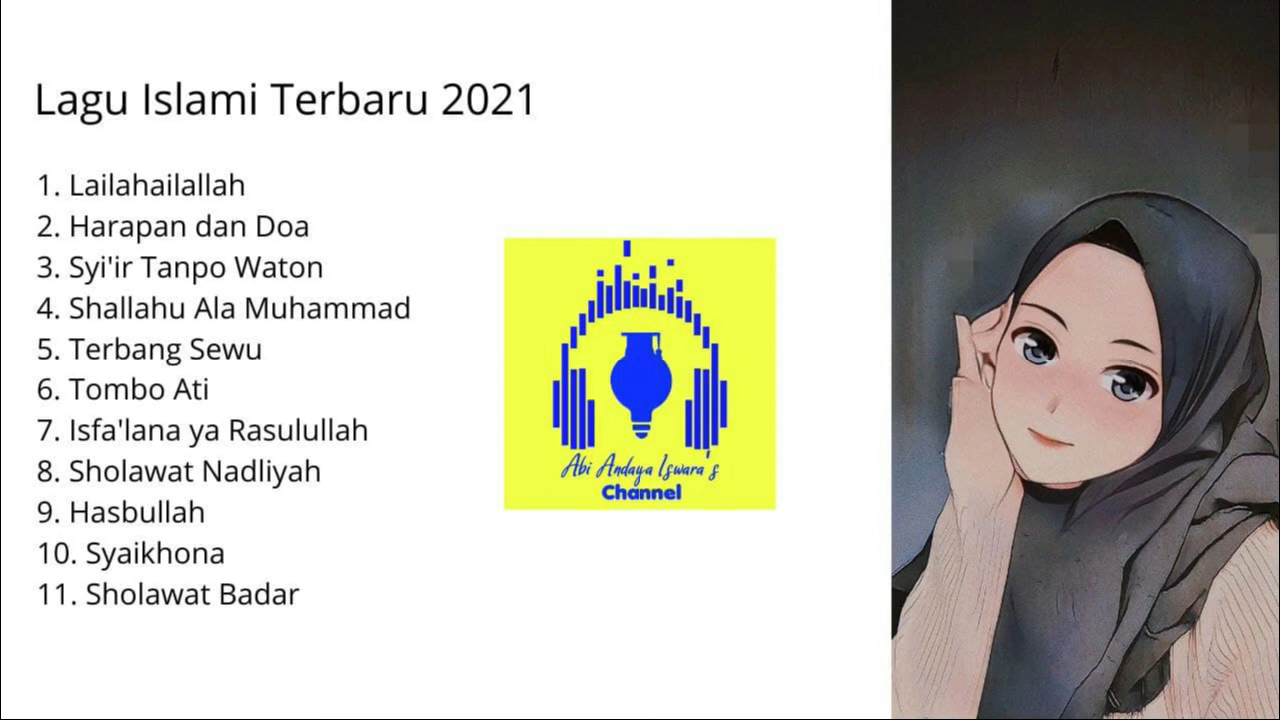 Lagu Islami Terbaru 2021
1. Lailahailallah
2. Harapan dan Doa
3. Syi'ir Tanpo Waton
4. Shallahu Ala Muhammad
5. Terbang Sewu
6. Tombo Ati
7. Isfa'lana ya Rasulullah
8. Sholawat Nadliyah
9. Hasbullah
10. Syaikhona
11. Sholawat Badar
Abi Andaya Iswara's
Channel